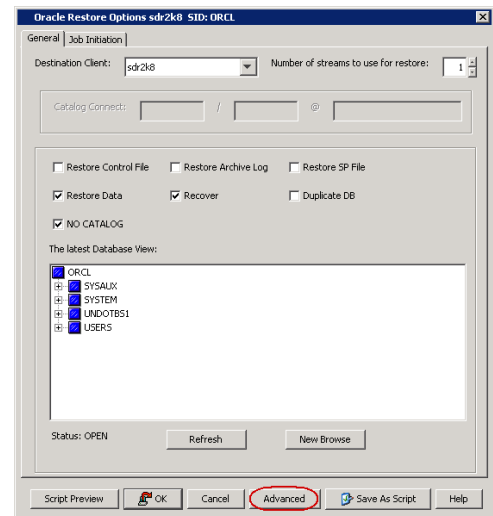 Oracle Restore Options sdr2k8 SID: ORCL
General Job Initiation
Destination Client: sdr2k8 Number of streams to use for restore: 1
Catalog Connect: / @
Restore Control File Restore Archive Log Restore SP File
Restore Data Recover Duplicate DB
NO CATALOG
The latest Database View:
ORCL
SYSAUX
SYSTEM
UNDOTBS1
USERS
Status: OPEN Refresh New Browse
Script Preview OK Cancel Advanced Save As Script Help